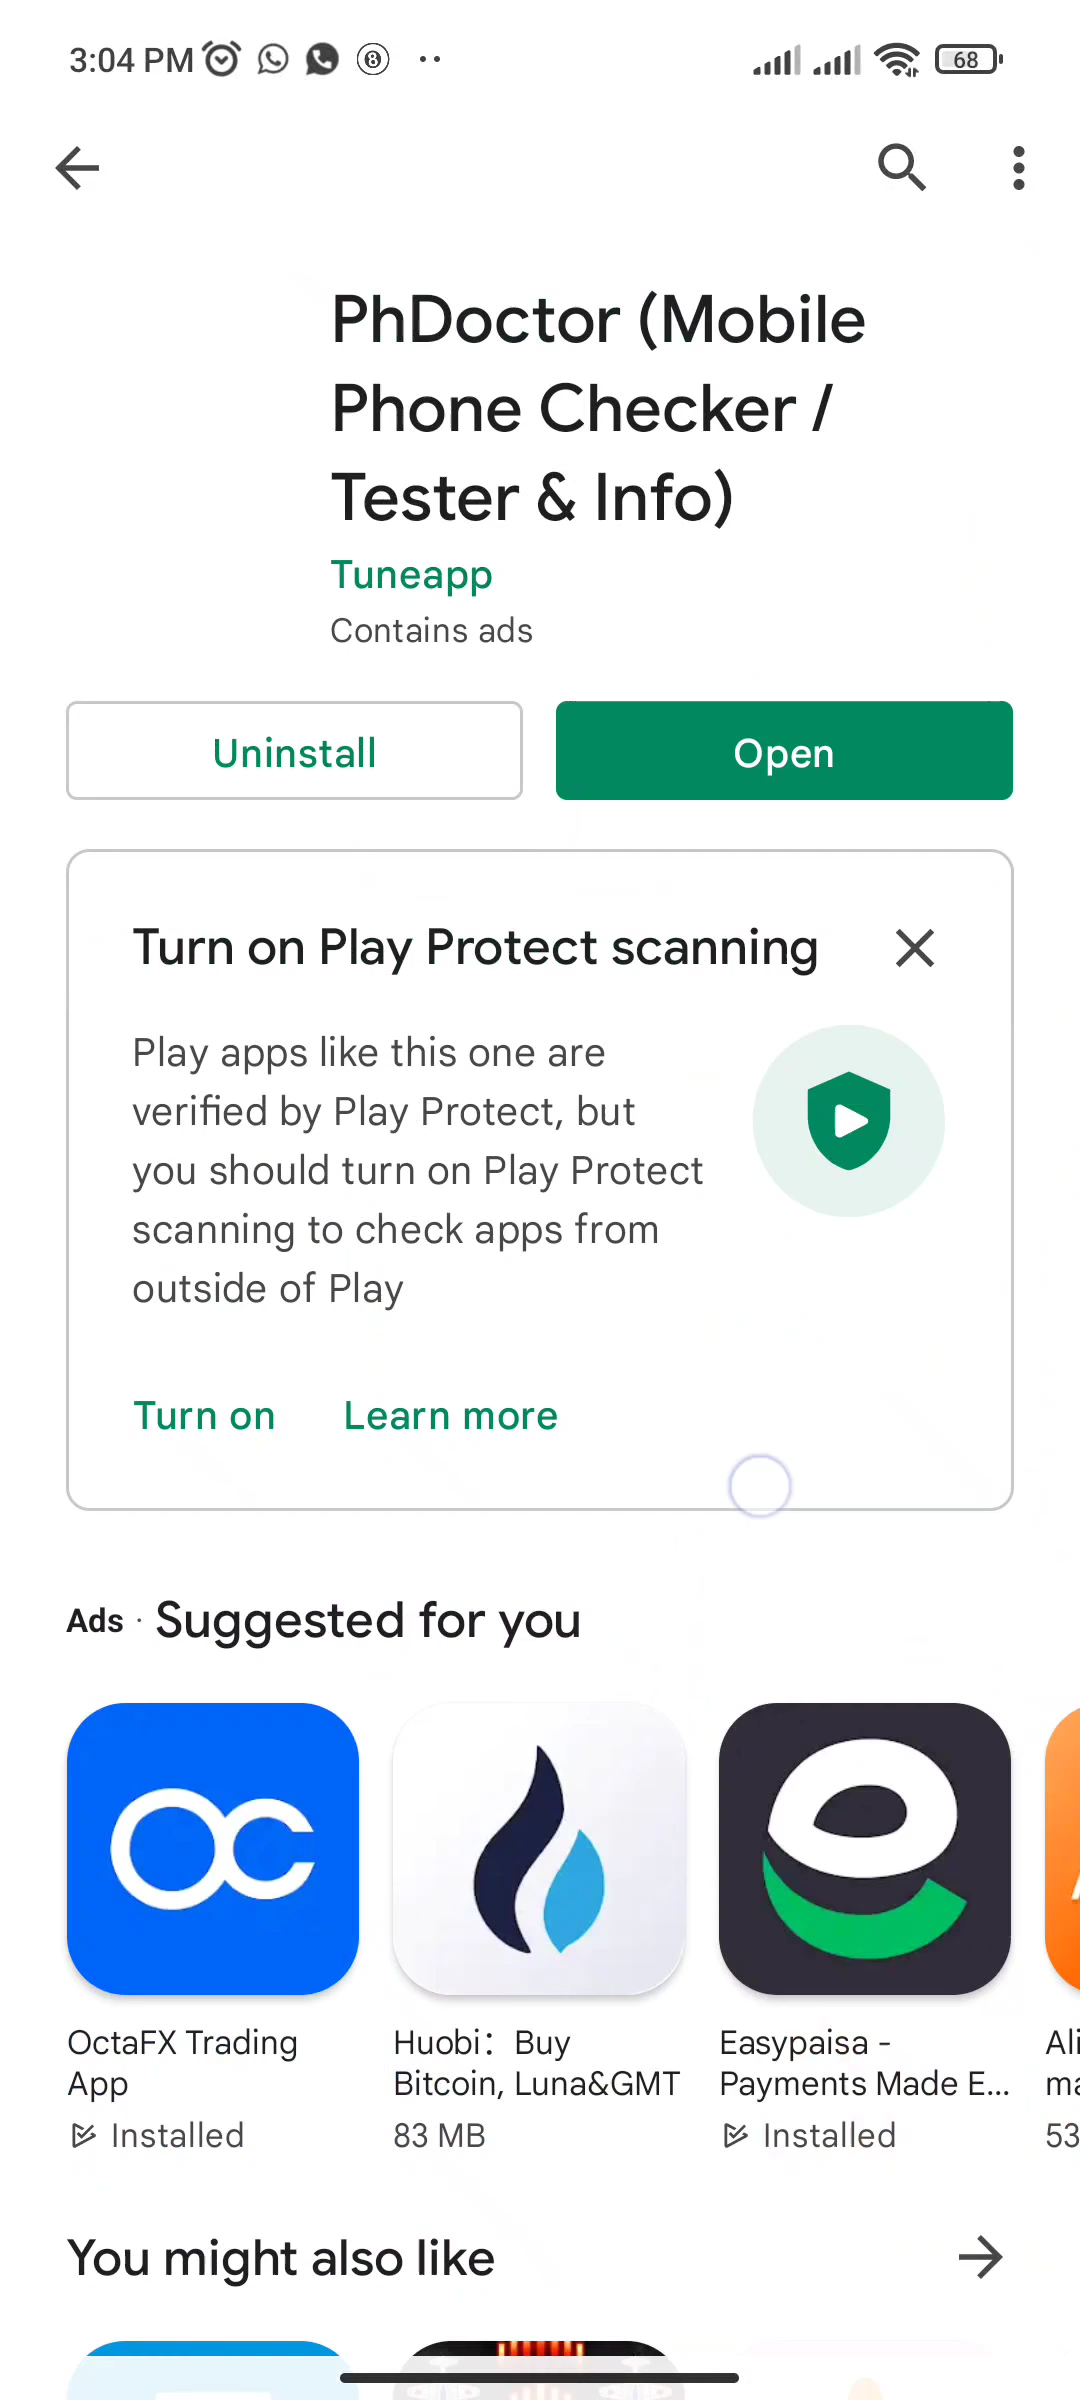 3:04 PM
68
PhDoctor (Mobile
Phone Checker /
Tester & Info)
Tuneapp
Contains ads
Uninstall
Open
Turn on Play Protect scanning
Play apps like this one are
verified by Play Protect, but
you should turn on Play Protect
scanning to check apps from
outside of Play
Turn on
Learn more
Ads · Suggested for you
OctaFX Trading
App
Installed
Huobi：Buy
Bitcoin, Luna&GMT
83 MB
Easypaisa -
Payments Made E...
Installed
Ali
ma
53
You might also like